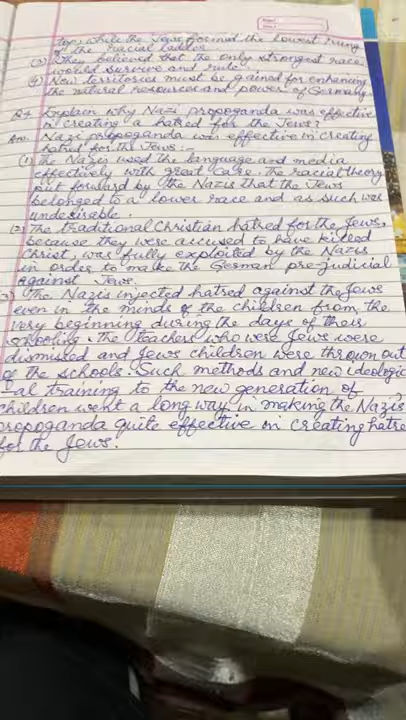 top, while the Jews formed the lowest rung
of the racial ladder.
(3) They believed that the only strongest race
would survive and rule.
(4) New territories must be gained for enhancing
the natural resources and power of Germany.
Explain why Nazi propaganda was effective
in creating a hatred for the Jews?
Ans. Nazi propaganda was effective in creating
hatred for the Jews :-
(1) The Nazis used the language and media
effectively with great care. The racial theory
put forward by the Nazis that the Jews
belonged to a lower race and as such was
undesirable.
(2) The traditional Christian hatred for the Jews,
because they were accused to have killed
Christ, was fully exploited by the Nazis
in order to make the German pre-judicial
against Jews.
3) The Nazis injected hatred against the Jews
even in the minds of the children from the
very beginning during the days of their
schooling. The teachers who were Jews were
dismissed and Jews children were thrown out
of the schools. Such methods and new ideologic
-al training to the new generation of
children went a long way in making the Nazis
propoganda quite effective in creating hatre
for the Jews.